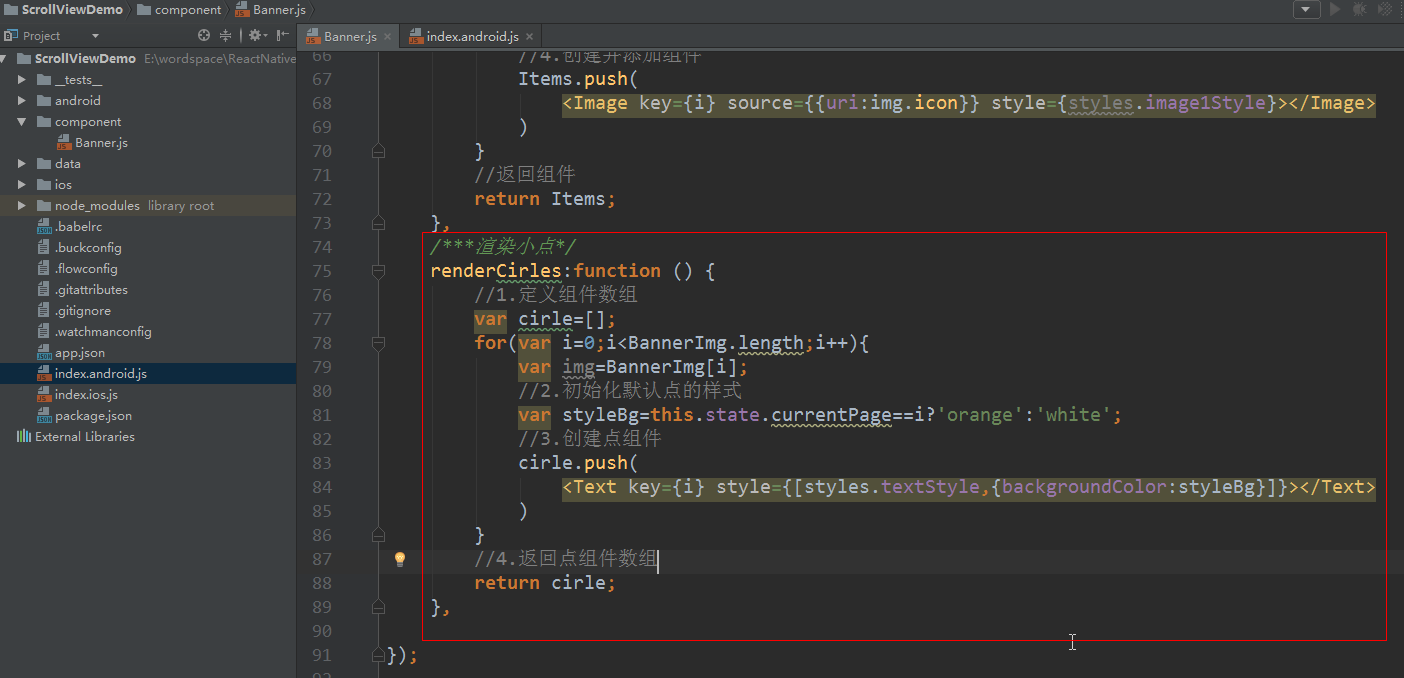 ScrollViewDemo component Banner.js
Project
Banner.js index.android.js
ScrollViewDemo E:\wordspace\ReactNative
__tests__
android
component
Banner.js
data
ios
node_modules library root
.babelrc
.buckconfig
.flowconfig
.gitattributes
.gitignore
.watchmanconfig
app.json
index.android.js
index.ios.js
package.json
External Libraries
66 //4.创建并添加组件
67 Items.push(
68 <Image key={i} source={{uri:img.icon}} style={styles.image1Style}></Image>
69 )
70 }
71 //返回组件
72 return Items;
73 },
74 /***渲染小点*/
75 renderCirles:function () {
76 //1.定义组件数组
77 var cirle=[];
78 for(var i=0;i<BannerImg.length;i++){
79 var img=BannerImg[i];
80 //2.初始化默认点的样式
81 var styleBg=this.state.currentPage==i?'orange':'white';
82 //3.创建点组件
83 cirle.push(
84 <Text key={i} style={[styles.textStyle,{backgroundColor:styleBg}]}></Text>
85 )
86 }
87 //4.返回点组件数组
88 return cirle;
89 },
90
91 });